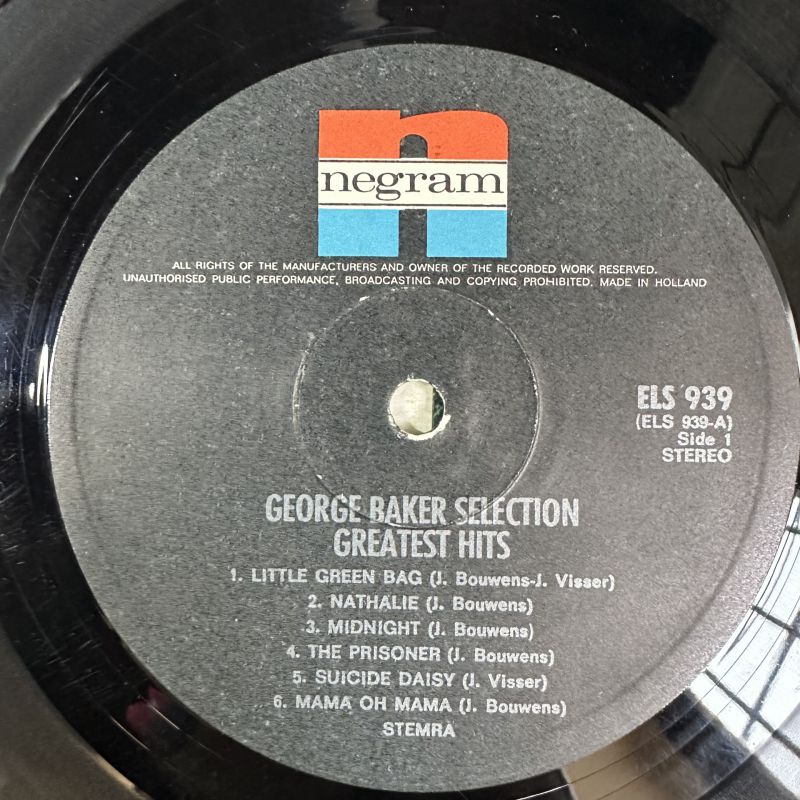 negram
ALL RIGHTS OF THE MANUFACTURERS AND OWNER OF THE RECORDED WORK RESERVED.
UNAUTHORISED PUBLIC PERFORMANCE, BROADCASTING AND COPYING PROHIBITED. MADE IN HOLLAND
ELS 939
(ELS 939-A)
Side 1
STEREO
GEORGE BAKER SELECTION
GREATEST HITS
1. LITTLE GREEN BAG (J. Bouwens-J. Visser)
2. NATHALIE (J. Bouwens)
3. MIDNIGHT (J. Bouwens)
4. THE PRISONER (J. Bouwens)
5. SUICIDE DAISY (J. Visser)
6. MAMA OH MAMA (J. Bouwens)
STEMRA